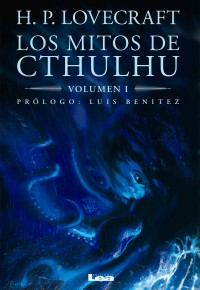 H. P. LOVECRAFT
LOS MITOS DE
CTHULHU
VOLUMEN I
PRÓLOGO: LUIS BENITEZ
Lea